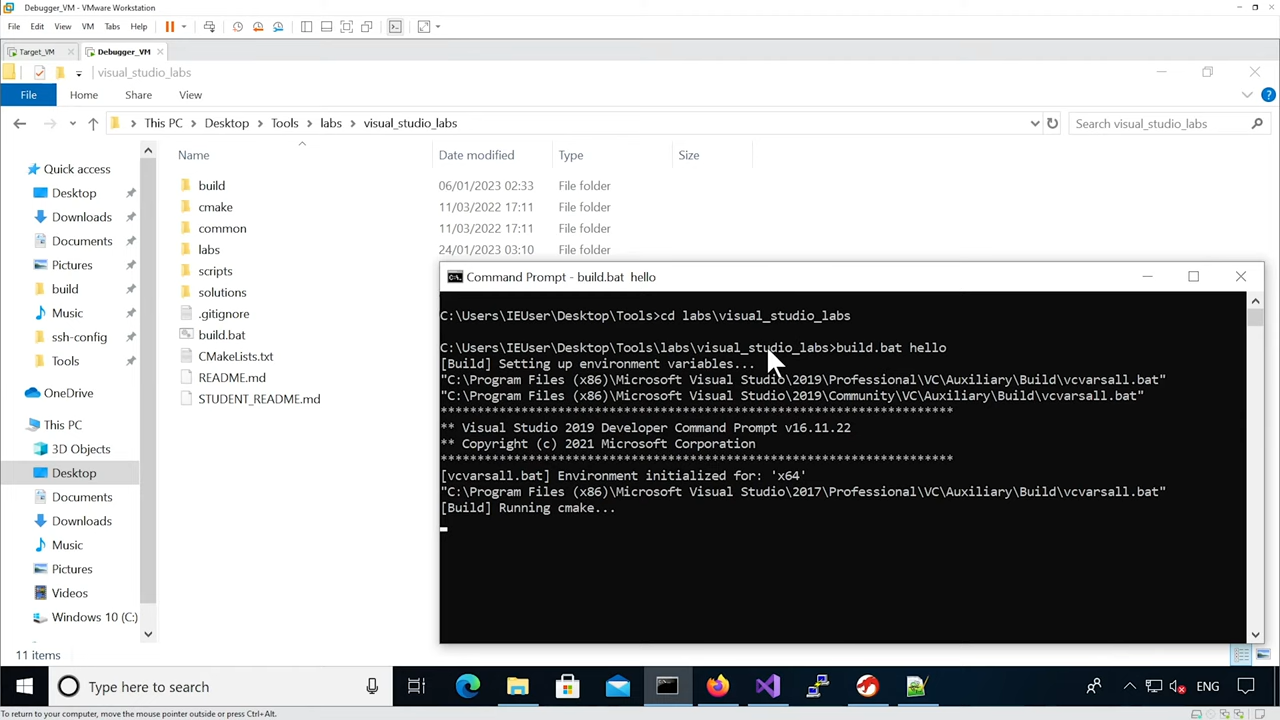 Debugger_VM - VMware Workstation
File Edit View VM Tabs Help
Target_VM Debugger_VM
visual_studio_labs
File Home Share View
This PC Desktop Tools labs visual_studio_labs
Search visual_studio_labs
Name Date modified Type Size
Quick access
Desktop
Downloads
Documents
Pictures
build
Music
ssh-config
Tools
OneDrive
This PC
3D Objects
Desktop
Documents
Downloads
Music
Pictures
Videos
Windows 10 (C:)
build 06/01/2023 02:33 File folder
cmake 11/03/2022 17:11 File folder
common 11/03/2022 17:11 File folder
labs 24/01/2023 03:10 File folder
scripts
solutions
.gitignore
build.bat
CMakeLists.txt
README.md
STUDENT_README.md
Command Prompt - build.bat  hello
C:\Users\IEUser\Desktop\Tools>cd labs\visual_studio_labs
C:\Users\IEUser\Desktop\Tools\labs\visual_studio_labs>build.bat hello
[Build] Setting up environment variables...
"C:\Program Files (x86)\Microsoft Visual Studio\2019\Professional\VC\Auxiliary\Build\vcvarsall.bat"
"C:\Program Files (x86)\Microsoft Visual Studio\2019\Community\VC\Auxiliary\Build\vcvarsall.bat"
**********************************************************************
** Visual Studio 2019 Developer Command Prompt v16.11.22
** Copyright (c) 2021 Microsoft Corporation
**********************************************************************
[vcvarsall.bat] Environment initialized for: 'x64'
"C:\Program Files (x86)\Microsoft Visual Studio\2017\Professional\VC\Auxiliary\Build\vcvarsall.bat"
[Build] Running cmake...
11 items
Type here to search
ENG
To return to your computer, move the mouse pointer outside or press Ctrl+Alt.